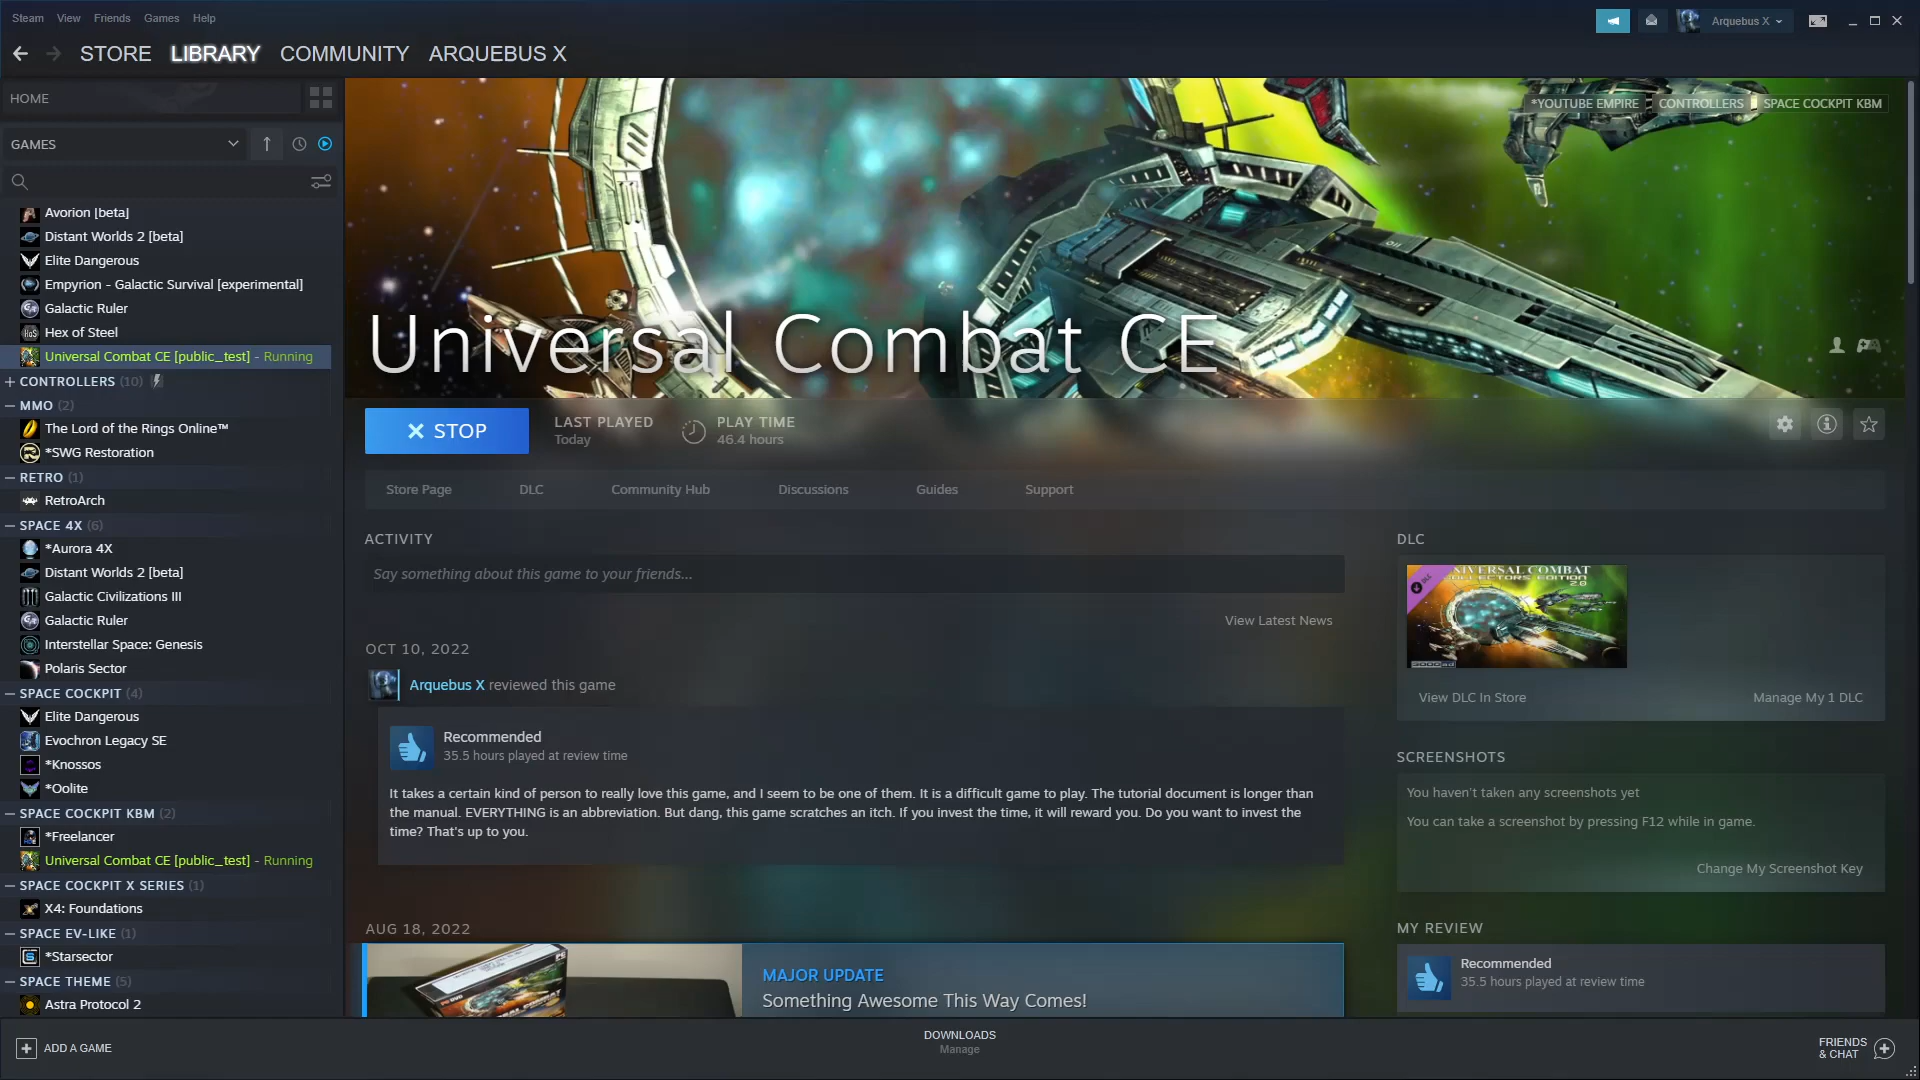 Steam View Friends Games Help
Arquebus X
STORE LIBRARY COMMUNITY ARQUEBUS X
HOME
GAMES
Avorion [beta]
Distant Worlds 2 [beta]
Elite Dangerous
Empyrion - Galactic Survival [experimental]
Galactic Ruler
Hex of Steel
Universal Combat CE [public_test] - Running
CONTROLLERS (10)
MMO (2)
The Lord of the Rings Online™
*SWG Restoration
RETRO (1)
RetroArch
SPACE 4X (6)
*Aurora 4X
Distant Worlds 2 [beta]
Galactic Civilizations III
Galactic Ruler
Interstellar Space: Genesis
Polaris Sector
SPACE COCKPIT (4)
Elite Dangerous
Evochron Legacy SE
*Knossos
*Oolite
SPACE COCKPIT KBM (2)
*Freelancer
Universal Combat CE [public_test] - Running
SPACE COCKPIT X SERIES (1)
X4: Foundations
SPACE EV-LIKE (1)
*Starsector
SPACE THEME (5)
Astra Protocol 2
*YOUTUBE EMPIRE CONTROLLERS SPACE COCKPIT KBM
Universal Combat CE
STOP
LAST PLAYED
Today
PLAY TIME
46.4 hours
Store Page DLC Community Hub Discussions Guides Support
ACTIVITY
Say something about this game to your friends...
View Latest News
OCT 10, 2022
Arquebus X reviewed this game
Recommended
35.5 hours played at review time
It takes a certain kind of person to really love this game, and I seem to be one of them. It is a difficult game to play. The tutorial document is longer than
the manual. EVERYTHING is an abbreviation. But dang, this game scratches an itch. If you invest the time, it will reward you. Do you want to invest the
time? That's up to you.
AUG 18, 2022
MAJOR UPDATE
Something Awesome This Way Comes!
DLC
View DLC In Store
Manage My 1 DLC
SCREENSHOTS
You haven't taken any screenshots yet
You can take a screenshot by pressing F12 while in game.
Change My Screenshot Key
MY REVIEW
Recommended
35.5 hours played at review time
ADD A GAME
DOWNLOADS
Manage
FRIENDS
& CHAT